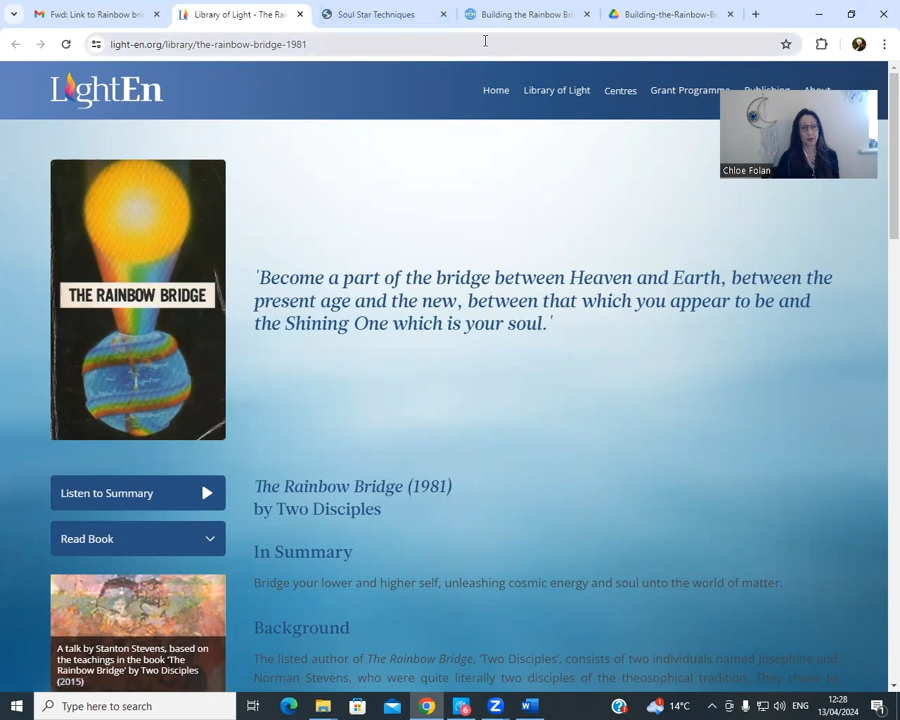 Fwd: Link to Rainbow brid
Library of Light - The Rain
Soul Star Techniques
Building the Rainbow Bri
Building-the-Rainbow-Br
light-en.org/library/the-rainbow-bridge-1981
LightEn
Home Library of Light Centres Grant Programme Publishing About
Chloe Folan
THE RAINBOW BRIDGE
'Become a part of the bridge between Heaven and Earth, between the
present age and the new, between that which you appear to be and
the Shining One which is your soul.'
Listen to Summary
Read Book
The Rainbow Bridge (1981)
by Two Disciples
In Summary
Bridge your lower and higher self, unleashing cosmic energy and soul unto the world of matter.
Background
The listed author of The Rainbow Bridge, 'Two Disciples', consists of two individuals named Josephine and
Norman Stevens, who were quite literally two disciples of the theosophical tradition. They chose to
A talk by Stanton Stevens, based on
the teachings in the book 'The
Rainbow Bridge' by Two Disciples
(2015)
Type here to search
14°C
12:28
13/04/2024